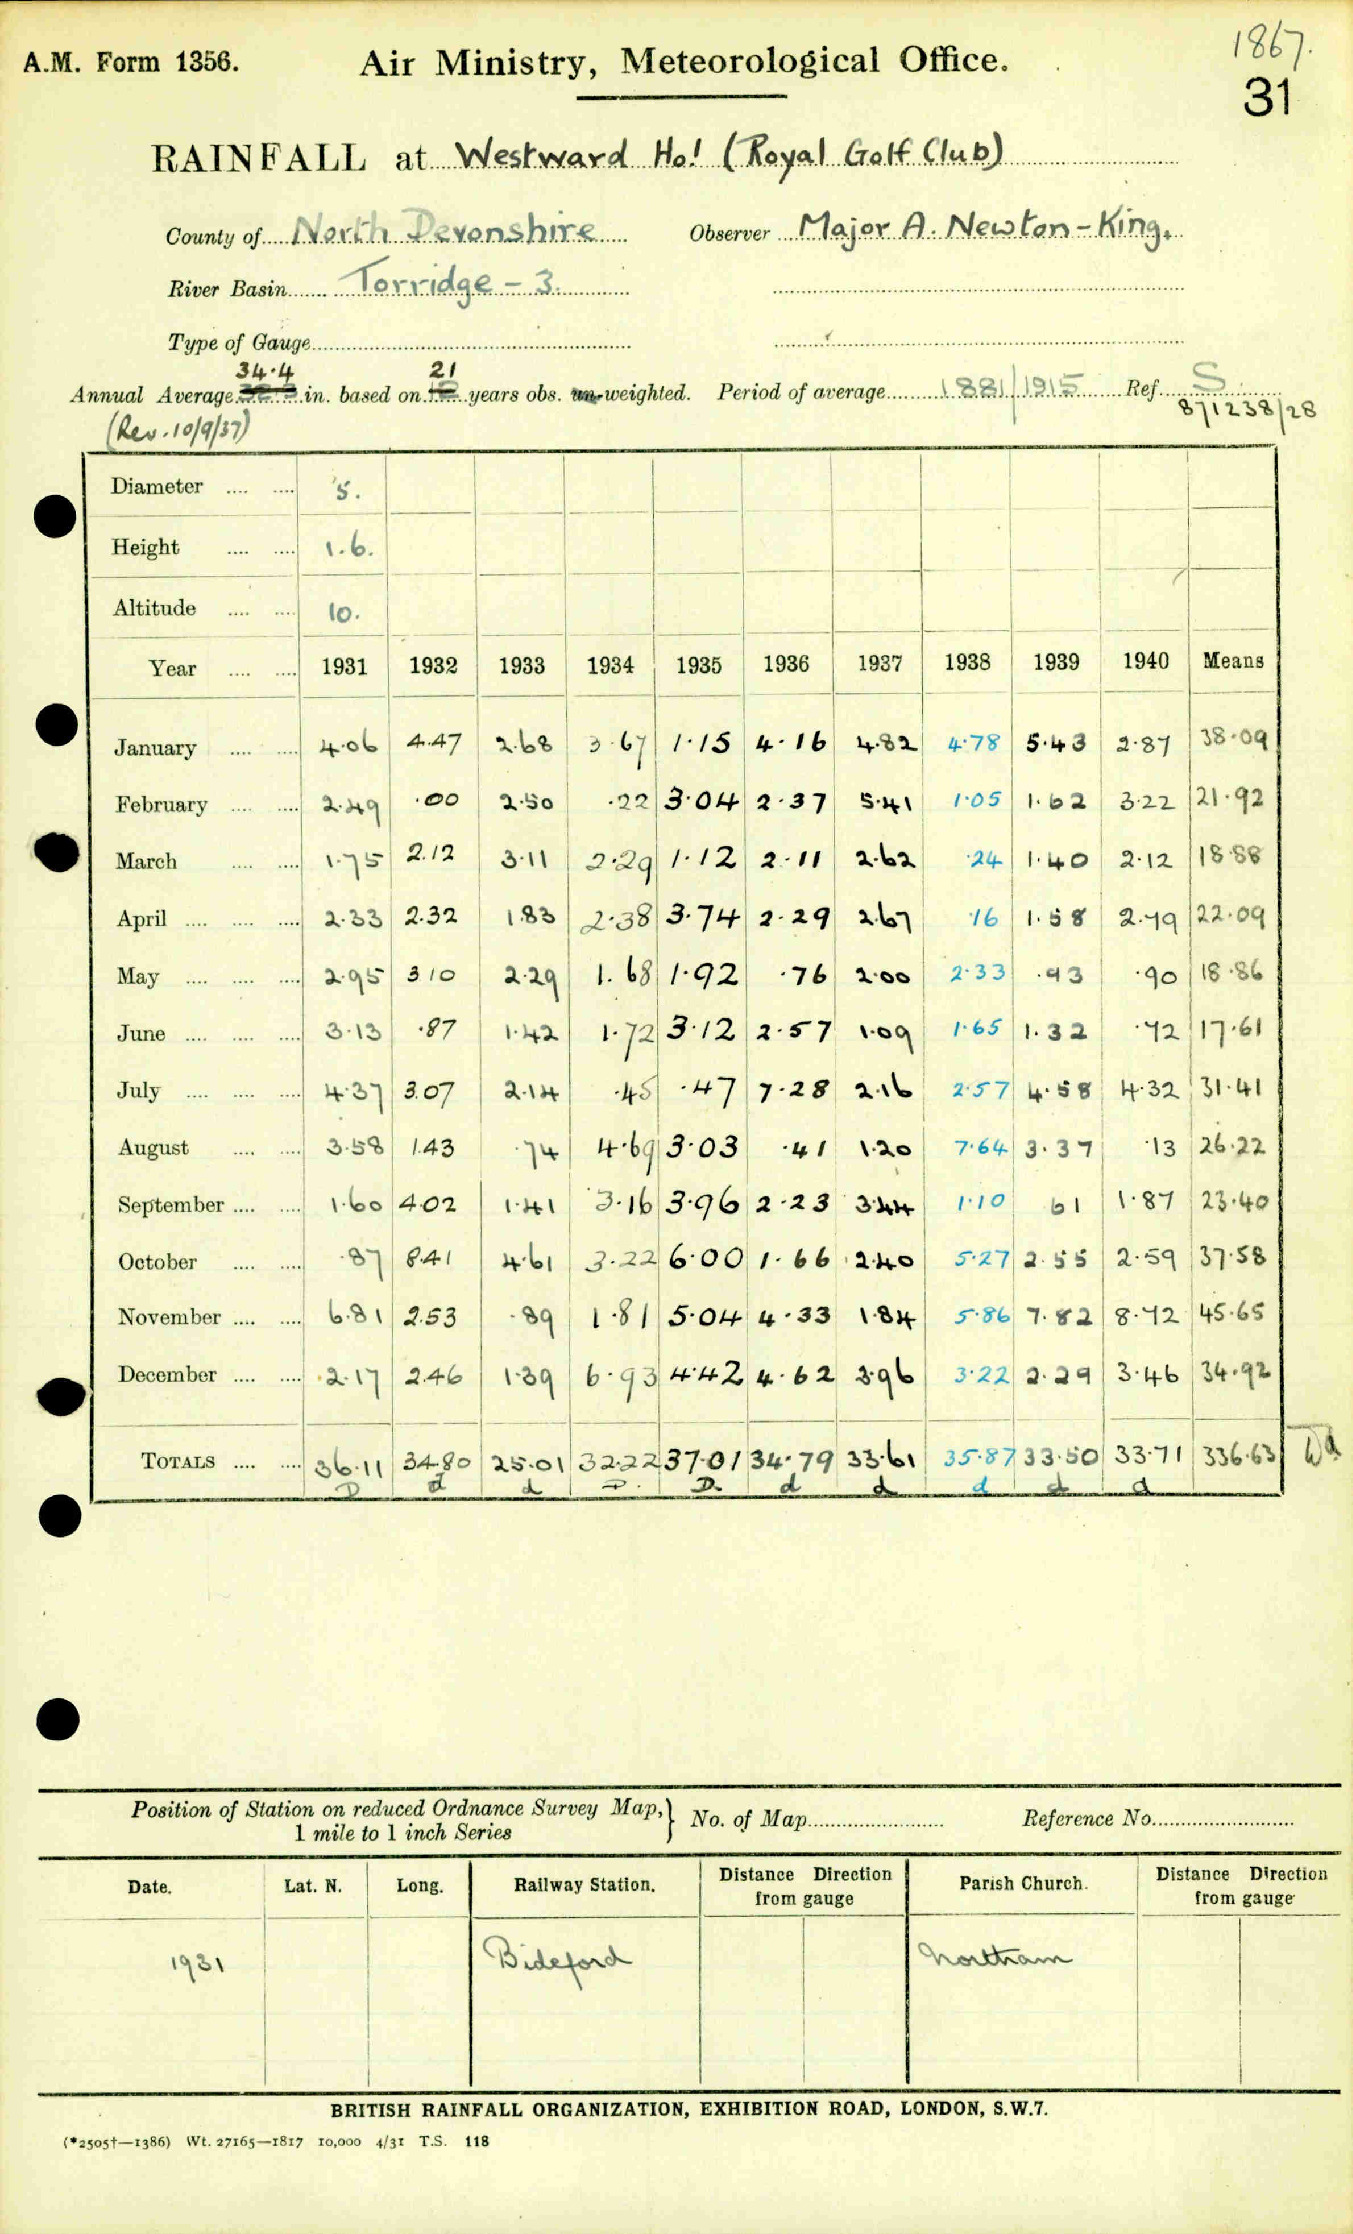 A.M. Form 1356. Air Ministry, Meteorological Office. 1867.
31
RAINFALL at Westward Ho! (Royal Golf Club)
County of North Devonshire Observer Major A. Newton-King.
River Basin Torridge - 3.
Type of Gauge
34.4 21
Annual Average in. based on years obs. un-weighted. Period of average 1881/1915 Ref. S
(Rev. 10/9/37) 871238/28
Diameter 5.
Height 1.6.
Altitude 10.
Year 1931 1932 1933 1934 1935 1936 1937 1938 1939 1940 Means
January 4.06 4.47 2.68 3.67 1.15 4.16 4.82 4.78 5.43 2.87 38.09
February 2.49 .00 2.50 .22 3.04 2.37 5.41 1.05 1.62 3.22 21.92
March 1.75 2.12 3.11 2.29 1.12 2.11 2.62 .24 1.40 2.12 18.88
April 2.33 2.32 1.83 2.38 3.74 2.29 2.67 .16 1.58 2.79 22.09
May 2.95 3.10 2.29 1.68 1.92 .76 2.00 2.33 .93 .90 18.86
June 3.13 .87 1.42 1.72 3.12 2.57 1.09 1.65 1.32 .72 17.61
July 4.37 3.07 2.14 .45 .47 7.28 2.16 2.57 4.58 4.32 31.41
August 3.58 1.43 .74 4.69 3.03 .41 1.20 7.64 3.37 .13 26.22
September 1.60 4.02 1.41 3.16 3.96 2.23 3.44 1.10 61 1.87 23.40
October .87 8.41 4.61 3.22 6.00 1.66 2.40 5.27 2.55 2.59 37.58
November 6.81 2.53 .89 1.81 5.04 4.33 1.84 5.86 7.82 8.72 45.65
December 2.17 2.46 1.39 6.93 4.42 4.62 3.96 3.22 2.29 3.46 34.92
TOTALS 36.11 34.80 25.01 32.22 37.01 34.79 33.61 35.87 33.50 33.71 336.63
D d d D. D. d d d d d
Position of Station on reduced Ordnance Survey Map, } No. of Map Reference No.
1 mile to 1 inch Series
Date. Lat. N. Long. Railway Station. Distance Direction from gauge Parish Church. Distance Direction from gauge
1931 Bideford Northam
BRITISH RAINFALL ORGANIZATION, EXHIBITION ROAD, LONDON, S.W.7.
(*2505†—1386) Wt. 27165—1817 10,000 4/31 T.S. 118